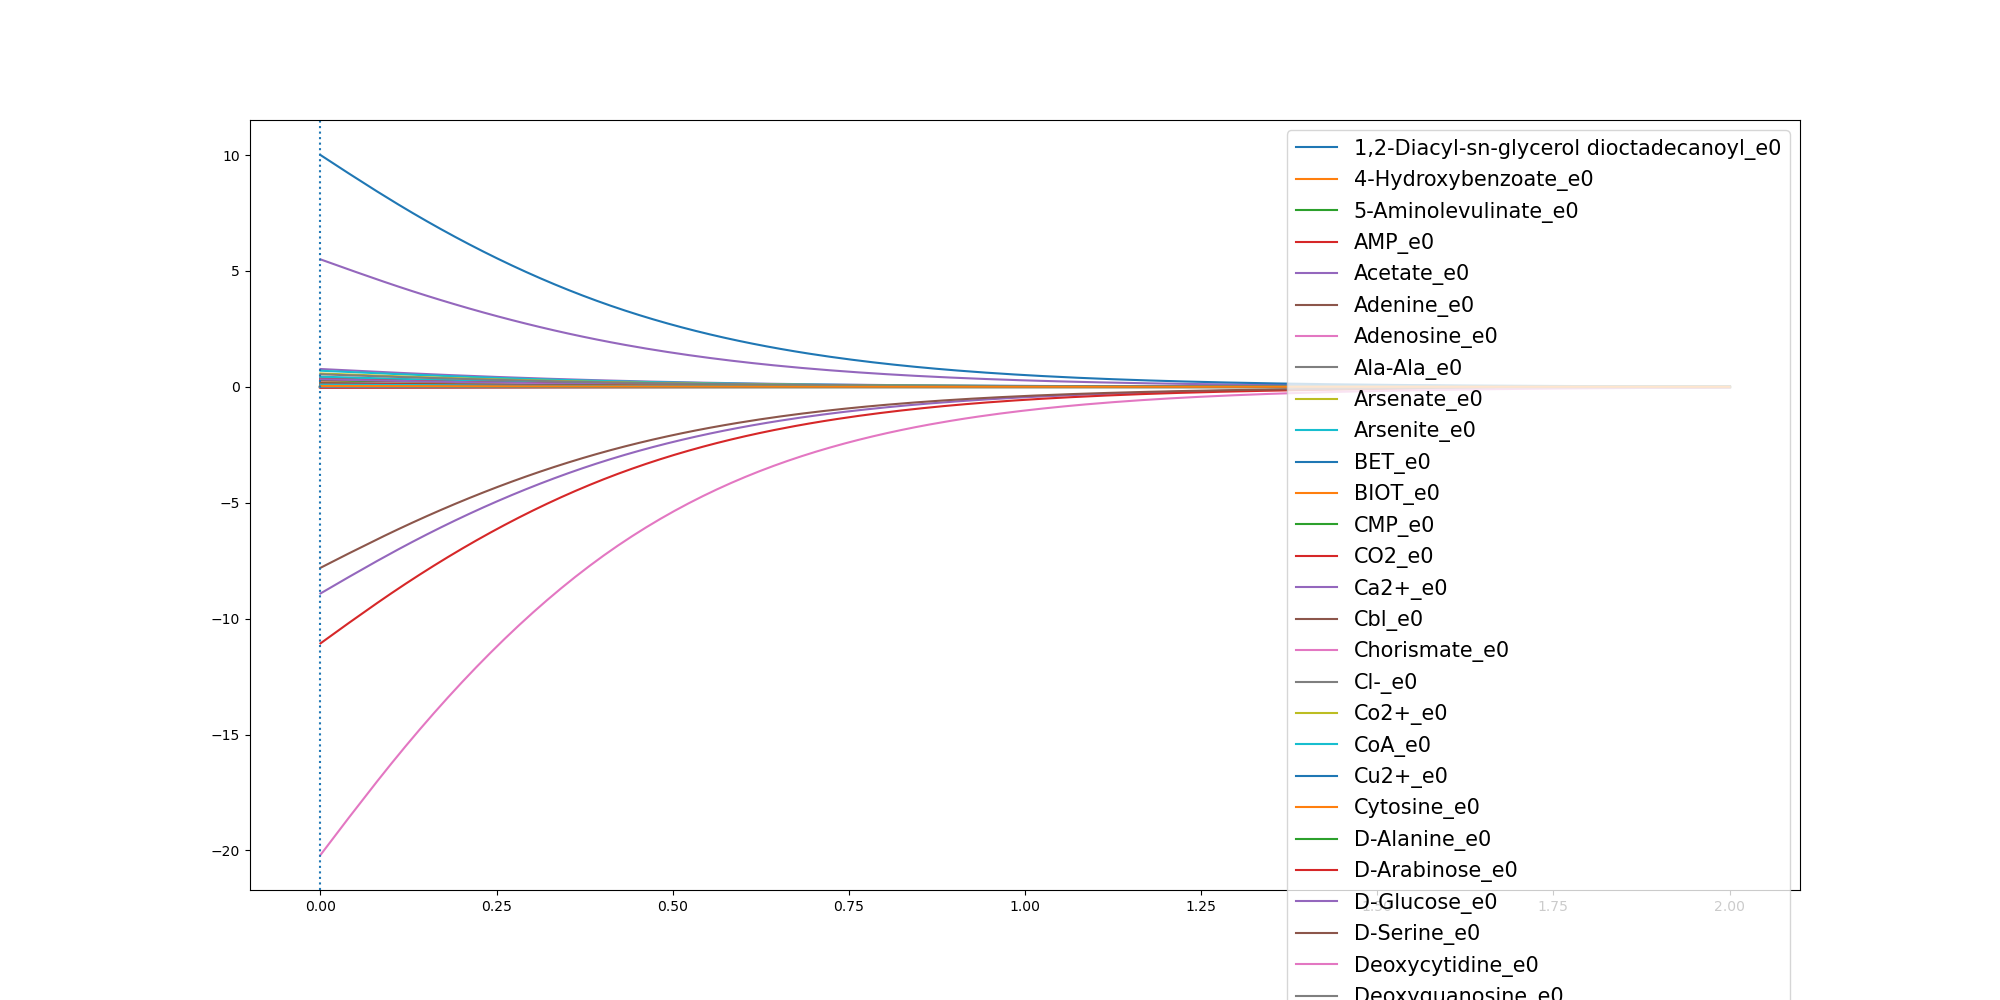 10
5
0
−5
−10
−15
−20
0.00
0.25
0.50
0.75
1.00
1.25
1.75
2.00
1,2-Diacyl-sn-glycerol dioctadecanoyl_e0
4-Hydroxybenzoate_e0
5-Aminolevulinate_e0
AMP_e0
Acetate_e0
Adenine_e0
Adenosine_e0
Ala-Ala_e0
Arsenate_e0
Arsenite_e0
BET_e0
BIOT_e0
CMP_e0
CO2_e0
Ca2+_e0
Cbl_e0
Chorismate_e0
Cl-_e0
Co2+_e0
CoA_e0
Cu2+_e0
Cytosine_e0
D-Alanine_e0
D-Arabinose_e0
D-Glucose_e0
D-Serine_e0
Deoxycytidine_e0
Deoxyguanosine_e0